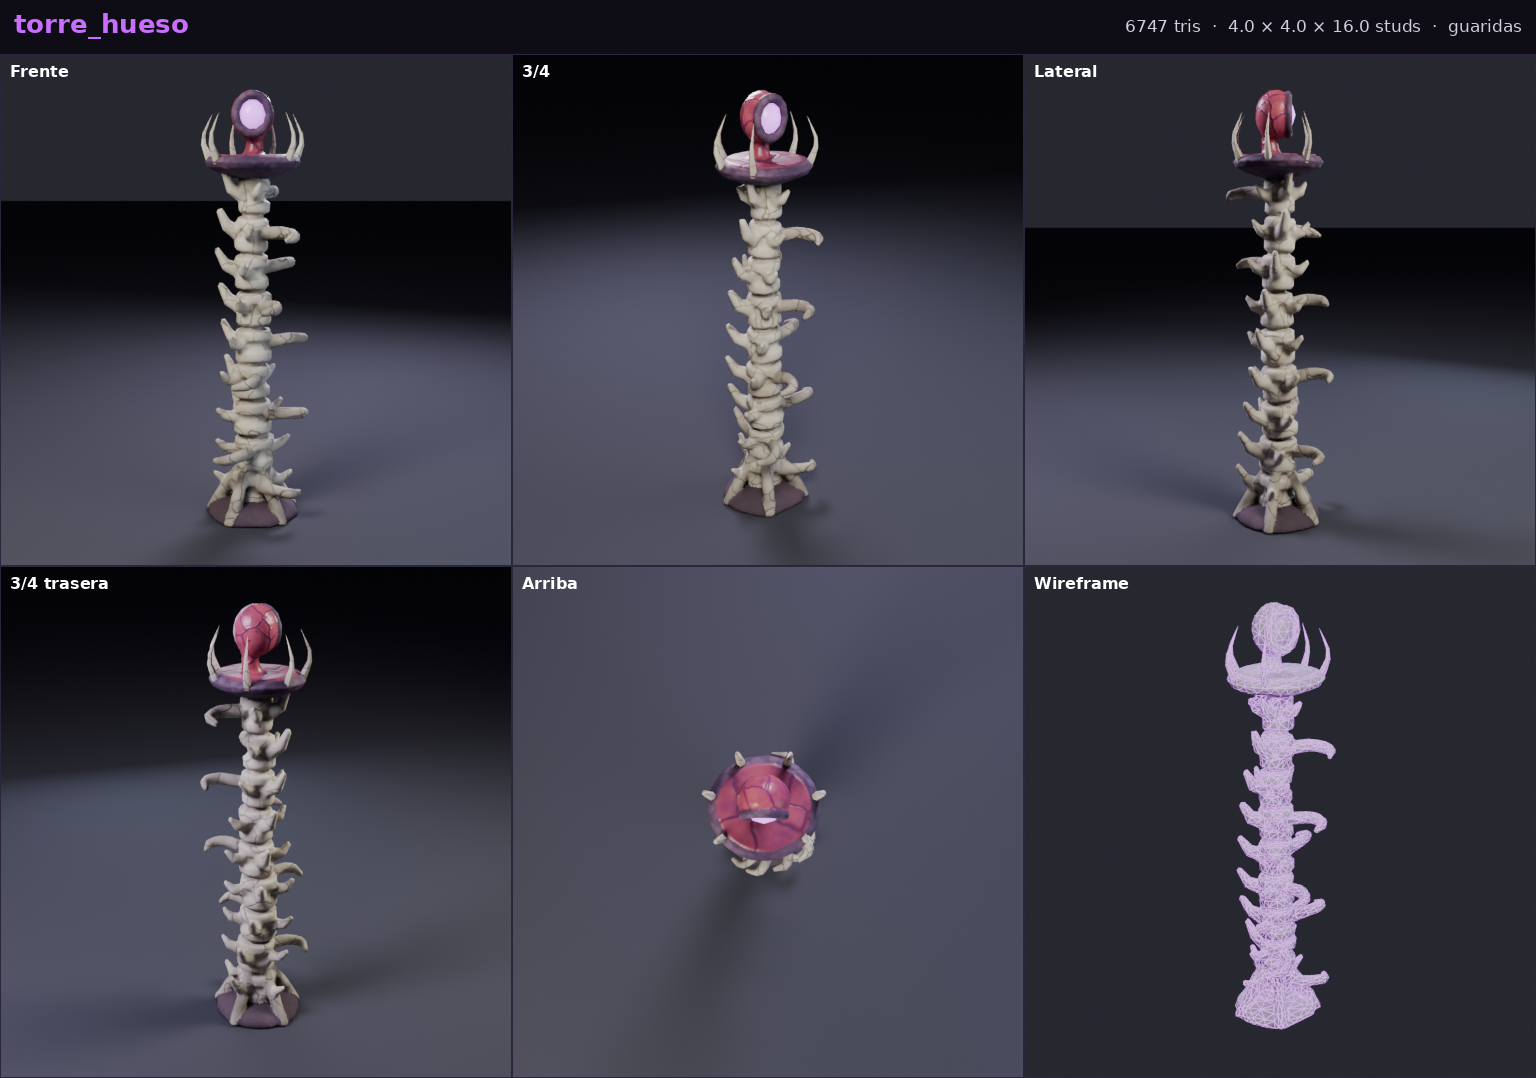 torre_hueso
6747 tris · 4.0 × 4.0 × 16.0 studs · guaridas
Frente
3/4
Lateral
3/4 trasera
Arriba
Wireframe